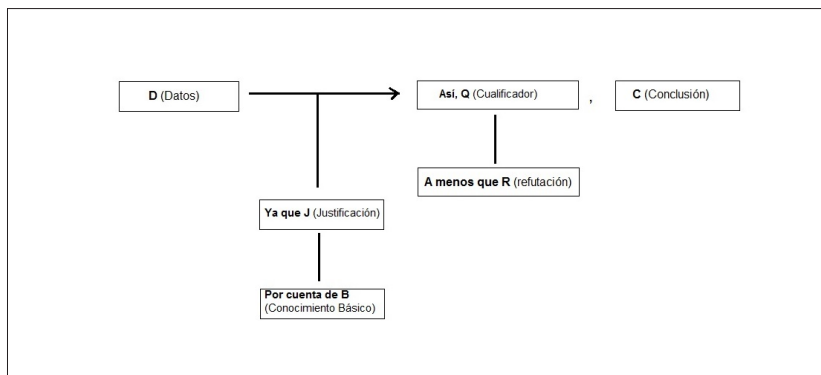 D (Datos)
Así, Q (Cualificador)
,
C (Conclusión)
A menos que R (refutación)
Ya que J (Justificación)
Por cuenta de B
(Conocimiento Básico)